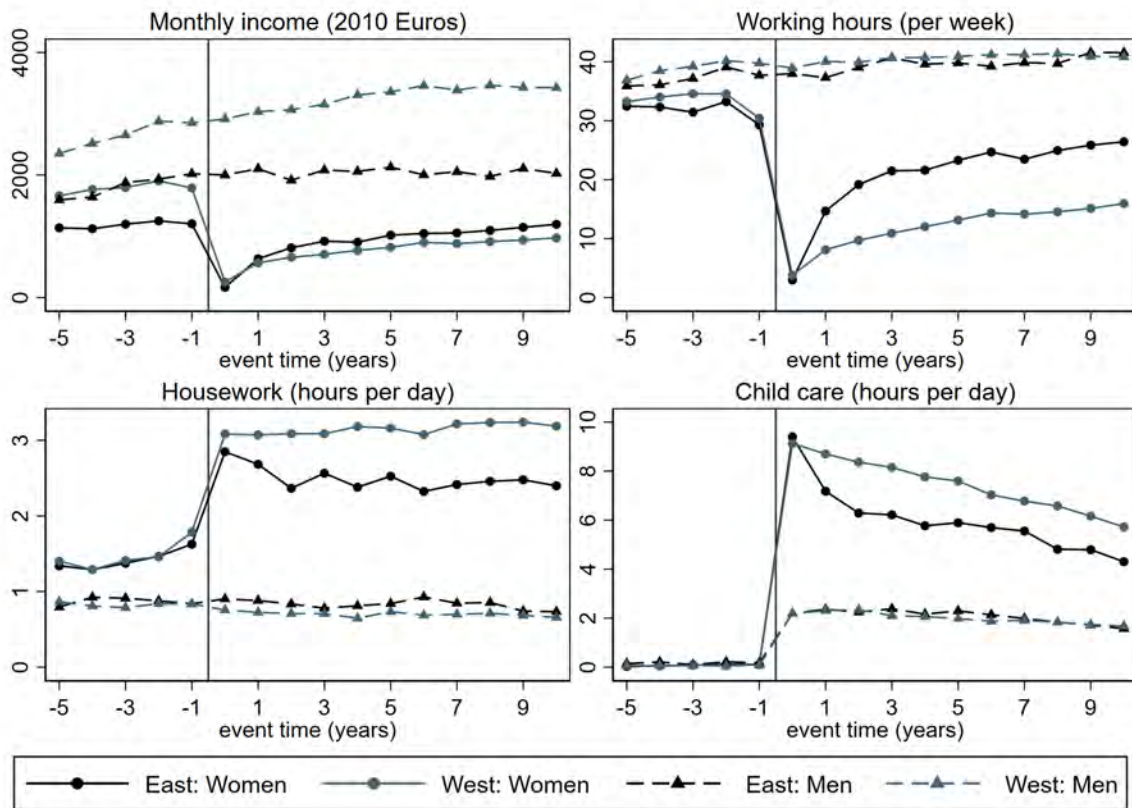 Monthly income (2010 Euros)
4000
2000
0
-5 -3 -1 1 3 5 7 9
event time (years)
Working hours (per week)
40
30
20
10
0
-5 -3 -1 1 3 5 7 9
event time (years)
Housework (hours per day)
3
2
1
0
-5 -3 -1 1 3 5 7 9
event time (years)
Child care (hours per day)
10
8
6
4
2
0
-5 -3 -1 1 3 5 7 9
event time (years)
East: Women West: Women East: Men West: Men